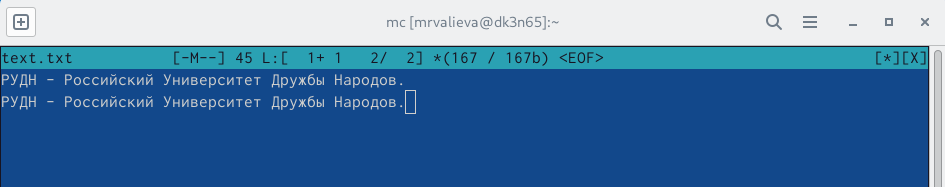 mc [mrvalieva@dk3n65]:~
text.txt [-M--] 45 L:[ 1+ 1 2/ 2] *(167 / 167b) <EOF> [*][X]
РУДН - Российский Университет Дружбы Народов.
РУДН - Российский Университет Дружбы Народов.